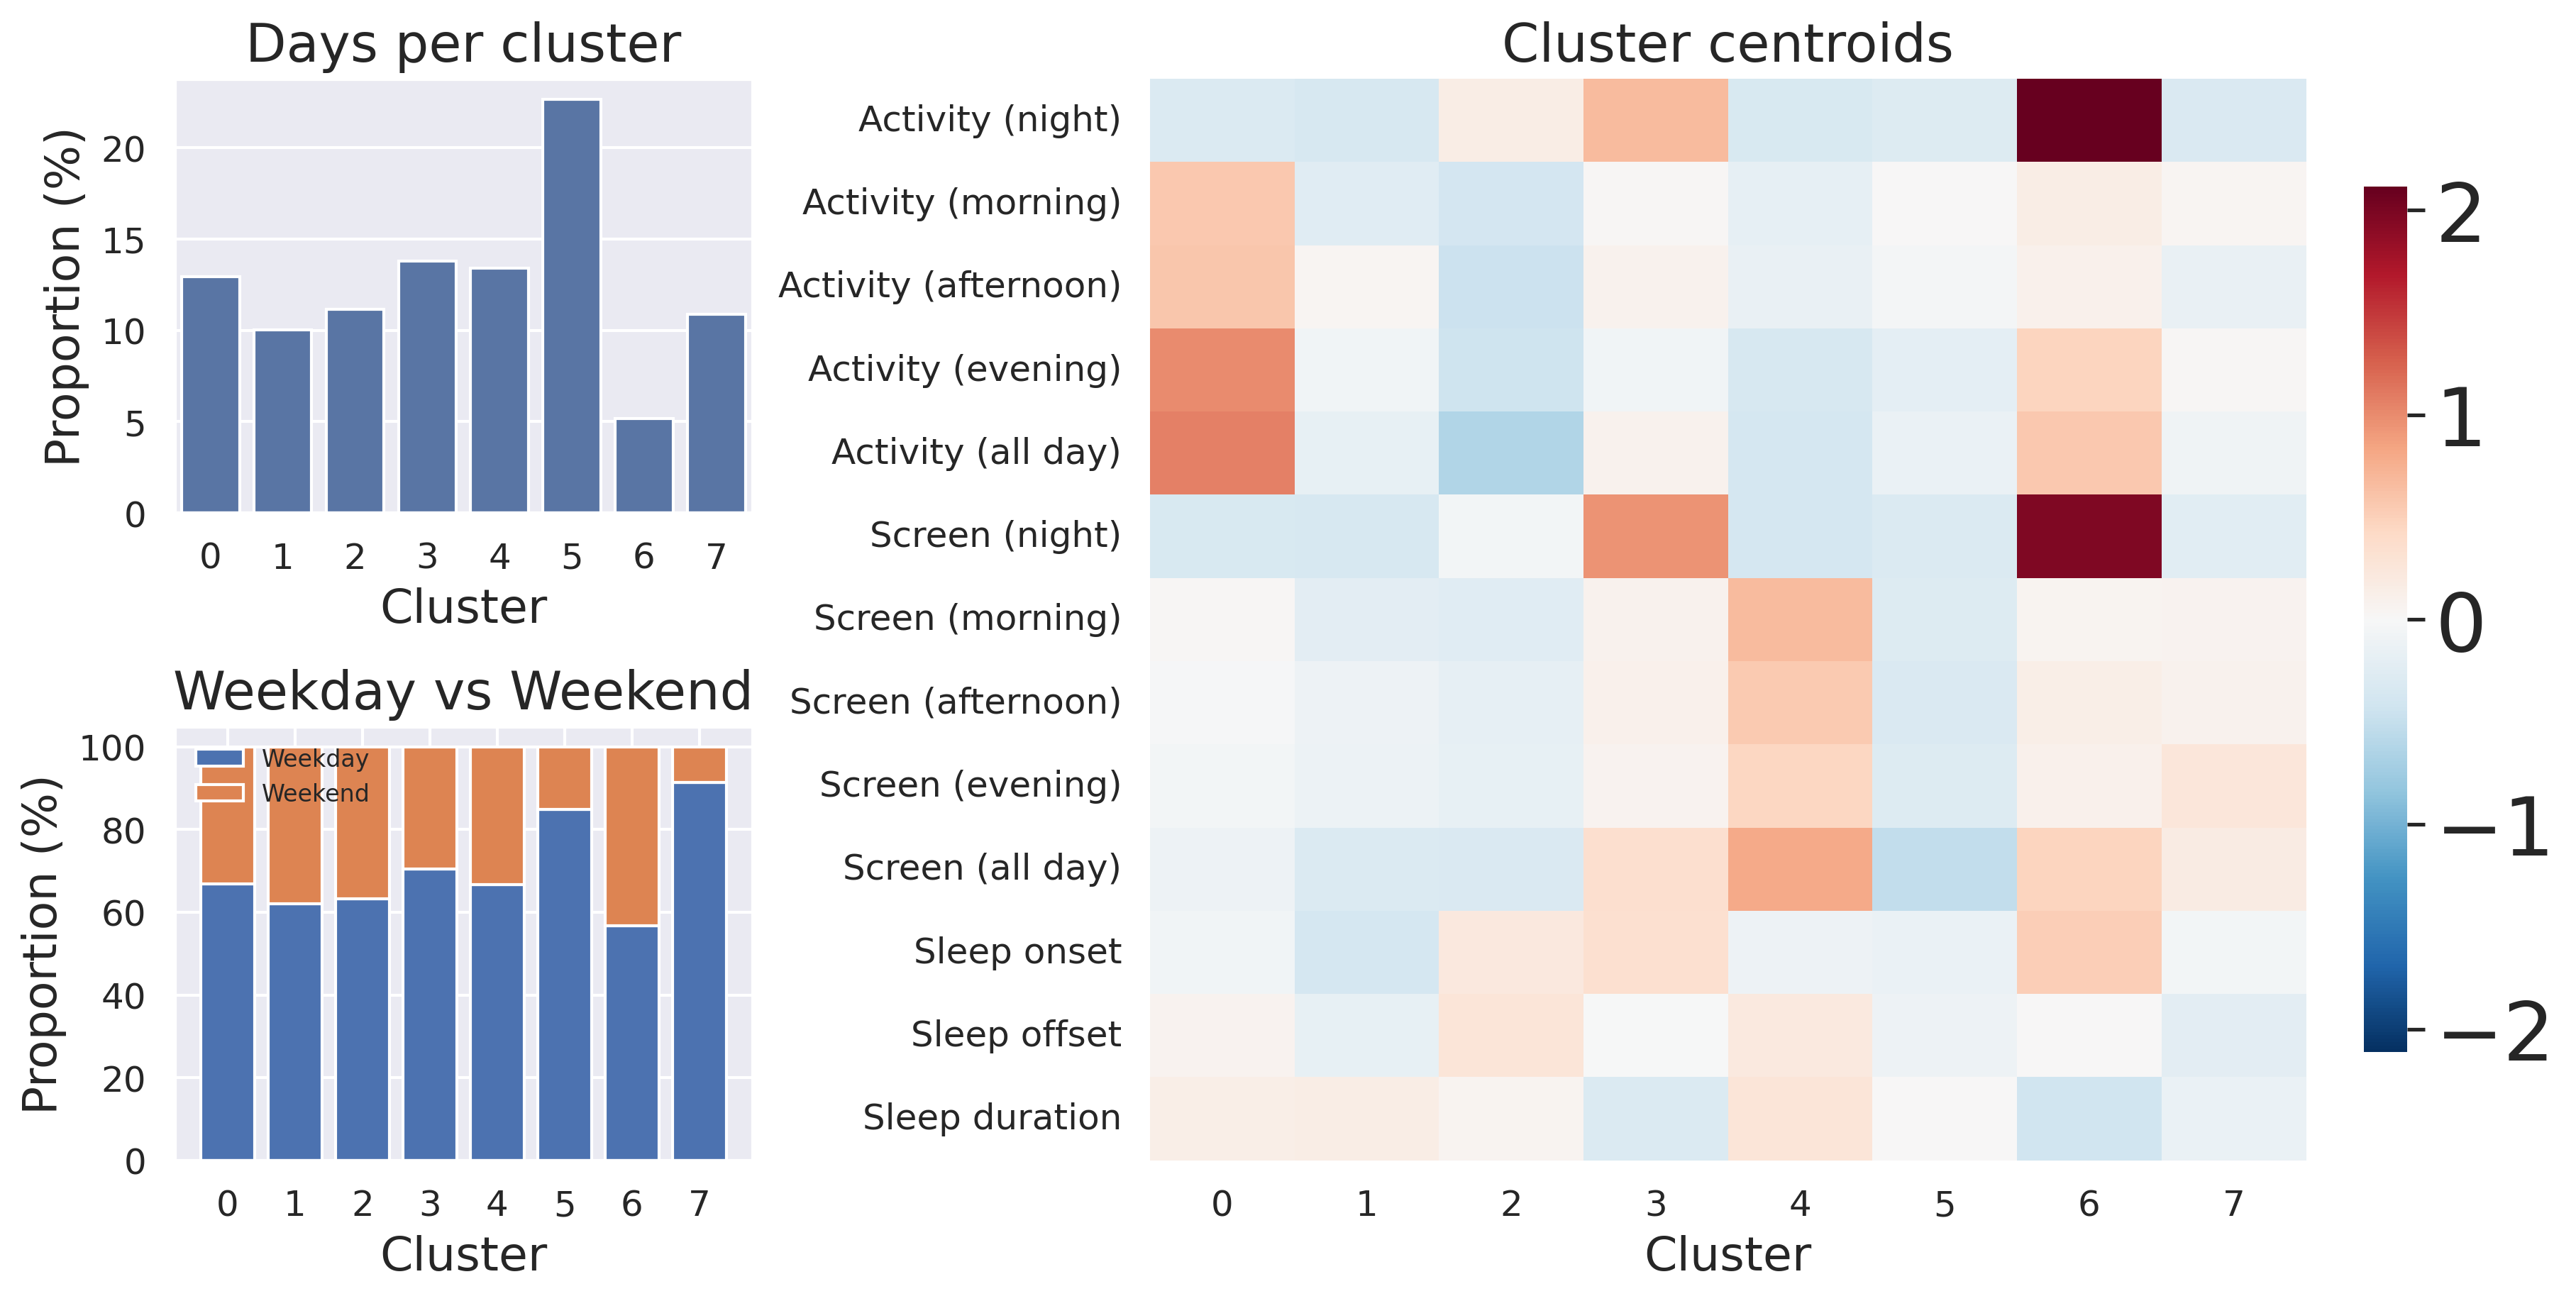 Days per cluster
Proportion (%)
20
15
10
5
0
0 1 2 3 4 5 6 7
Cluster
Weekday vs Weekend
Proportion (%)
100
80
60
40
20
0
Weekday
Weekend
0 1 2 3 4 5 6 7
Cluster
Cluster centroids
Activity (night)
Activity (morning)
Activity (afternoon)
Activity (evening)
Activity (all day)
Screen (night)
Screen (morning)
Screen (afternoon)
Screen (evening)
Screen (all day)
Sleep onset
Sleep offset
Sleep duration
0 1 2 3 4 5 6 7
Cluster
2
1
0
−1
−2